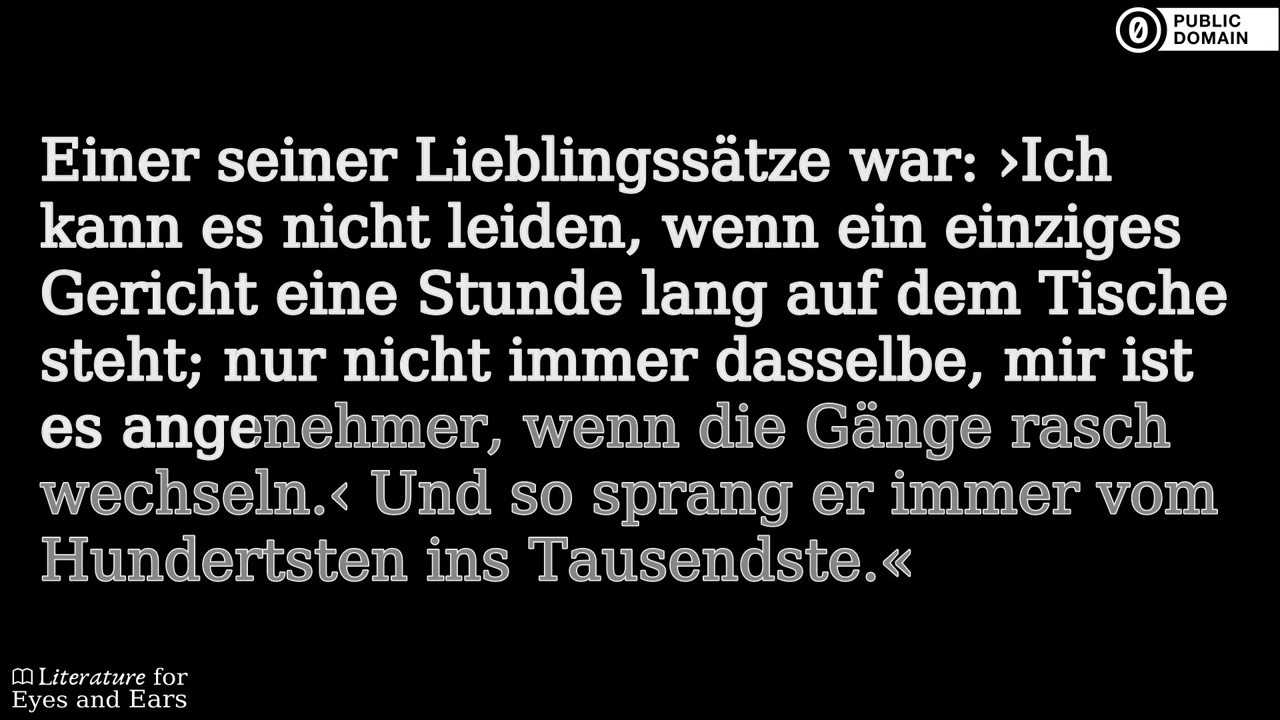 PUBLIC
DOMAIN
Einer seiner Lieblingssätze war: ›Ich
kann es nicht leiden, wenn ein einziges
Gericht eine Stunde lang auf dem Tische
steht; nur nicht immer dasselbe, mir ist
es angenehmer, wenn die Gänge rasch
wechseln.‹ Und so sprang er immer vom
Hundertsten ins Tausendste.«
Literature for
Eyes and Ears